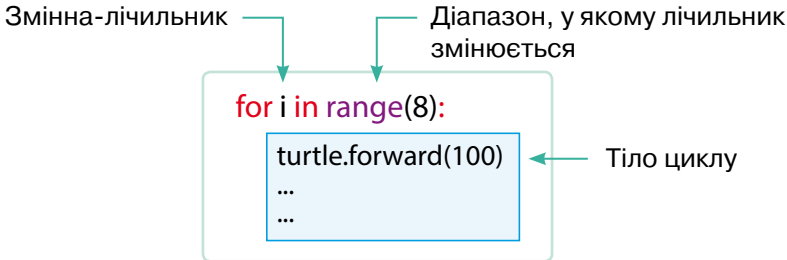 Змінна-лічильник
Діапазон, у якому лічильник
змінюється
for i in range(8):
turtle.forward(100)
...
...
Тіло циклу